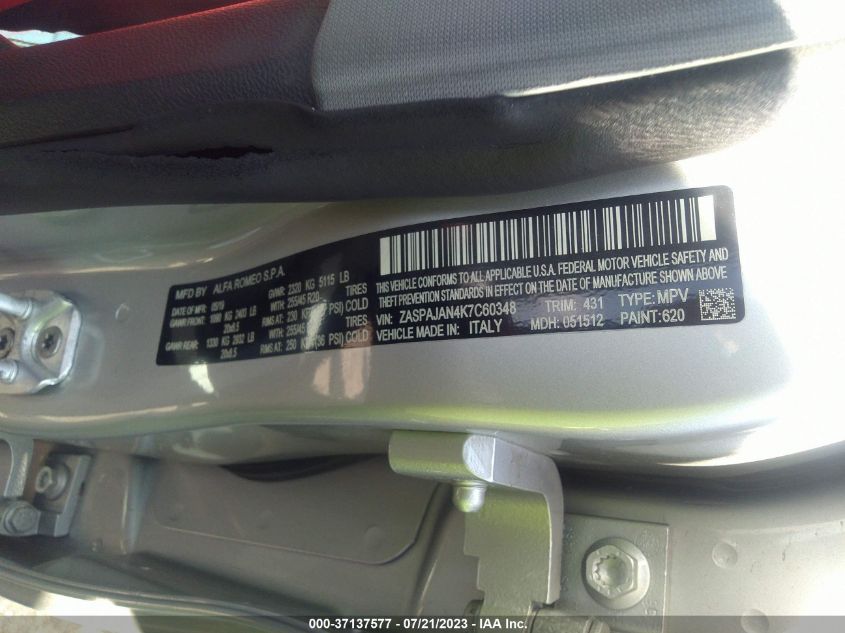 MFD BY ALFA ROMEO S.P.A.
DATE OF MFR: 05/19 GVWR: 2320 KG 5115 LB
GAWR FRONT: 1090 KG 2403 LB WITH: 255/45 R20 TIRES
20x8.5 RIMS AT: 230 PSI) COLD
GAWR REAR: 1330 KG 2932 LB WITH: 255/45 TIRES
20x8.5 RIMS AT: 250 (36 PSI) COLD
THIS VEHICLE CONFORMS TO ALL APPLICABLE U.S.A. FEDERAL MOTOR VEHICLE SAFETY AND
THEFT PREVENTION STANDARDS IN EFFECT ON THE DATE OF MANUFACTURE SHOWN ABOVE
VIN: ZASPAJAN4K7C60348 TRIM: 431 TYPE: MPV
VEHICLE MADE IN: ITALY MDH: 051512 PAINT: 620
000-37137577 - 07/21/2023 - IAA Inc.